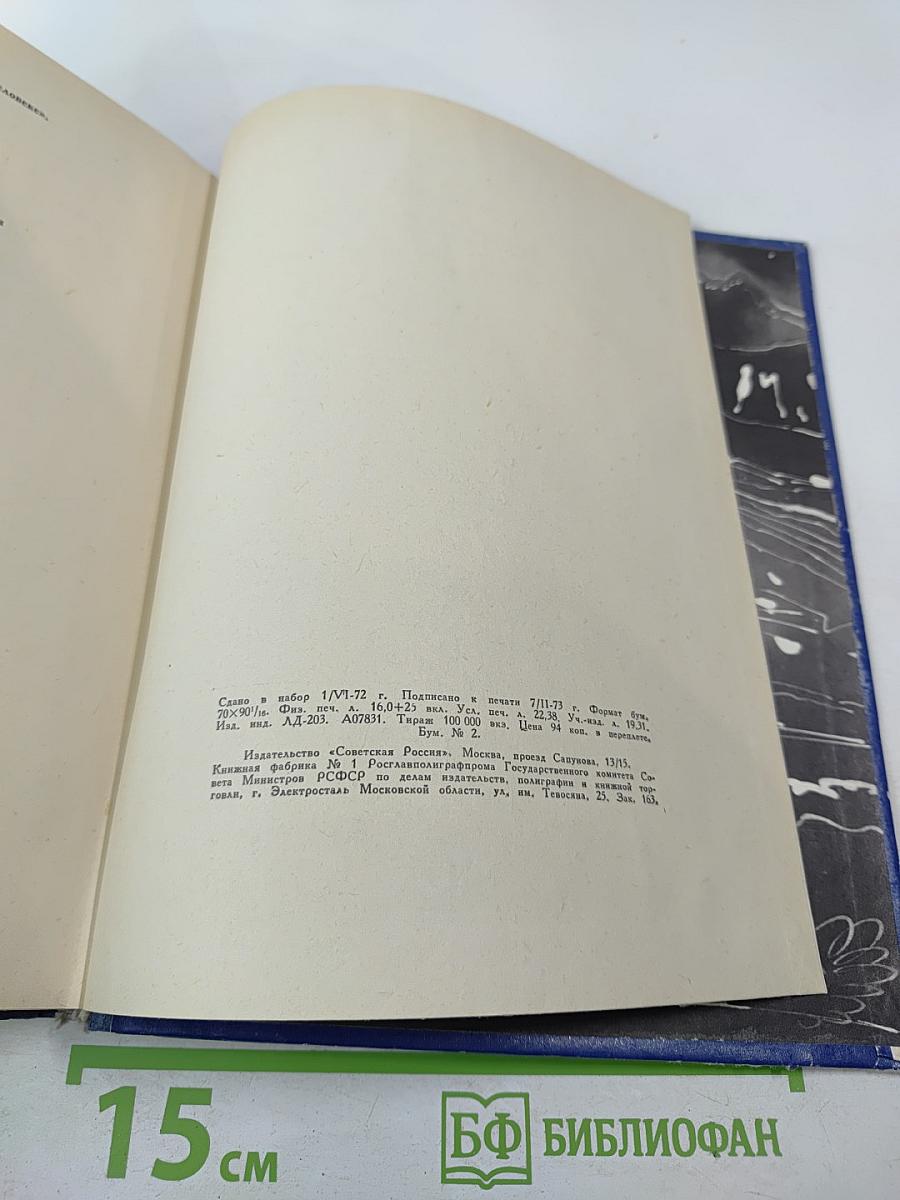 Сдано в набор 1/VI-72 г. Подписано к печати 7/II-73 г. Формат бум.
70×90¹/₁₆. Физ. печ. л. 16,0+25 вкл. Усл. печ. л. 22,38. Уч.-изд. л. 19,31.
Изд. инд. ЛД-203. А07831. Тираж 100 000 экз. Цена 94 коп. в переплете.
Бум. № 2.
Издательство «Советская Россия». Москва, проезд Сапунова, 13/15.
Книжная фабрика № 1 Росглавполиграфпрома Государственного комитета Со-
вета Министров РСФСР по делам издательств, полиграфии и книжной тор-
говли, г. Электросталь Московской области, ул. им. Тевосяна, 25. Зак. 163.
15 см
БФ БИБЛИОФАН